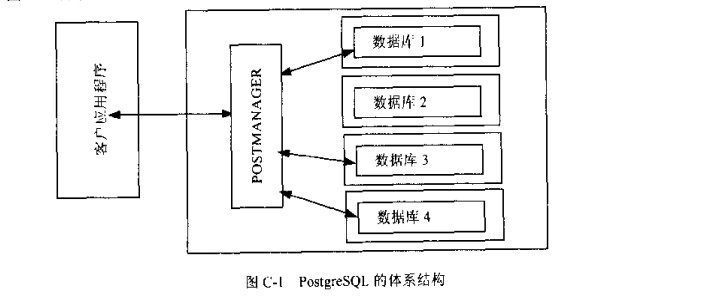 客户应用程序
POSTMANAGER
数据库 1
数据库 2
数据库 3
数据库 4
图 C-1 PostgreSQL 的体系结构